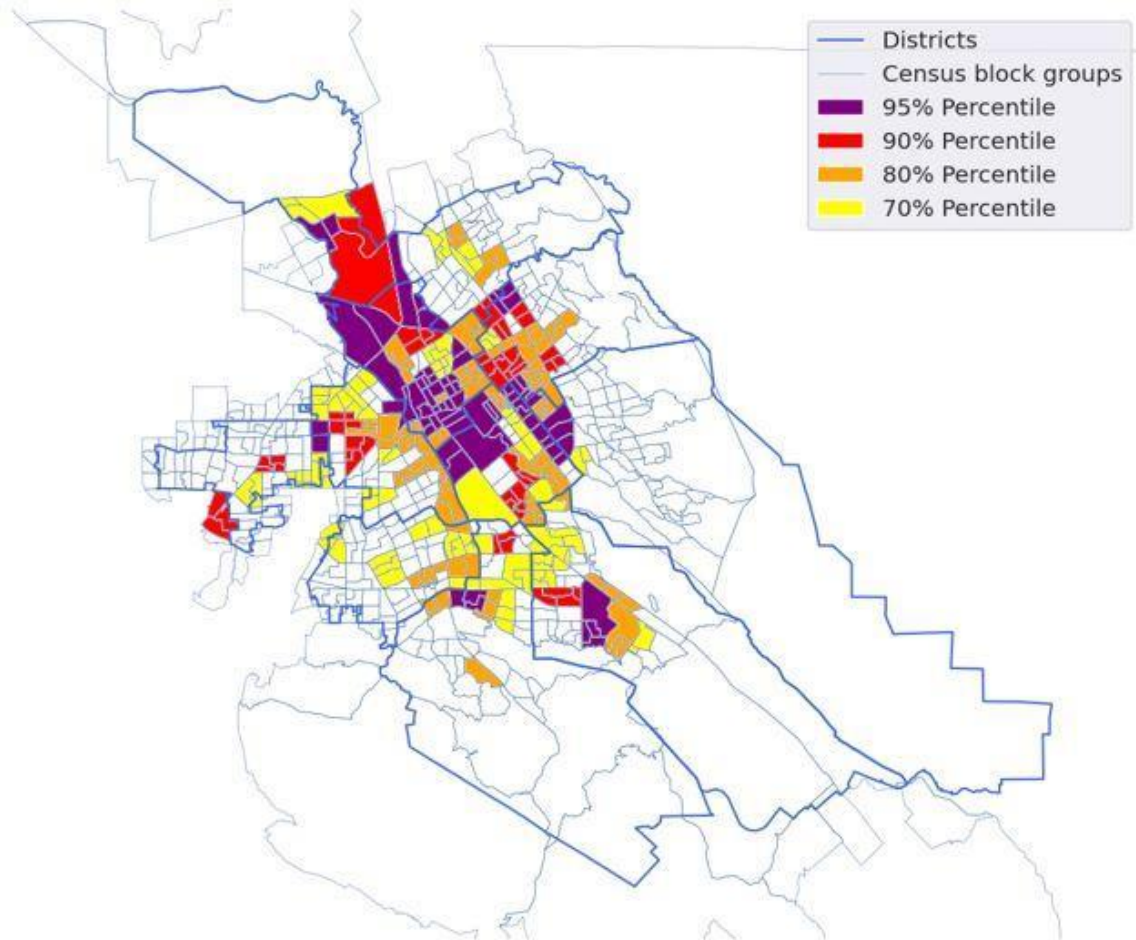 Districts
Census block groups
95% Percentile
90% Percentile
80% Percentile
70% Percentile